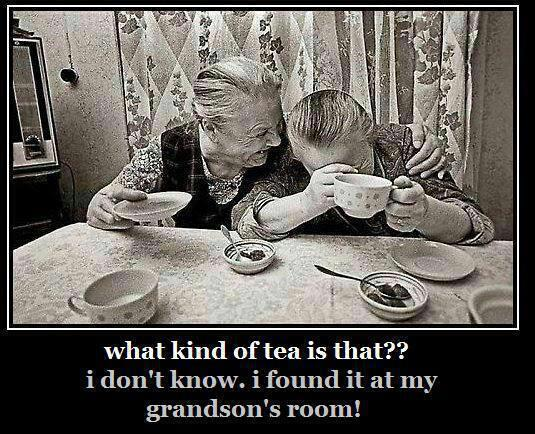 what kind of tea is that??
i don't know. i found it at my
grandson's room!